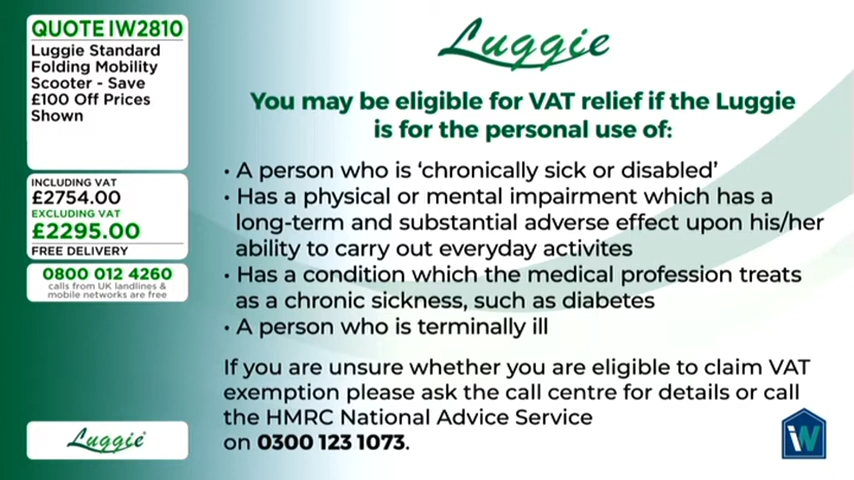 QUOTE IW2810
Luggie Standard
Folding Mobility
Scooter - Save
£100 Off Prices
Shown
INCLUDING VAT
£2754.00
EXCLUDING VAT
£2295.00
FREE DELIVERY
0800 012 4260
calls from UK landlines &
mobile networks are free
Luggie
Luggie
You may be eligible for VAT relief if the Luggie
is for the personal use of:
• A person who is ‘chronically sick or disabled’
• Has a physical or mental impairment which has a
long-term and substantial adverse effect upon his/her
ability to carry out everyday activites
• Has a condition which the medical profession treats
as a chronic sickness, such as diabetes
• A person who is terminally ill
If you are unsure whether you are eligible to claim VAT
exemption please ask the call centre for details or call
the HMRC National Advice Service
on 0300 123 1073.
iW